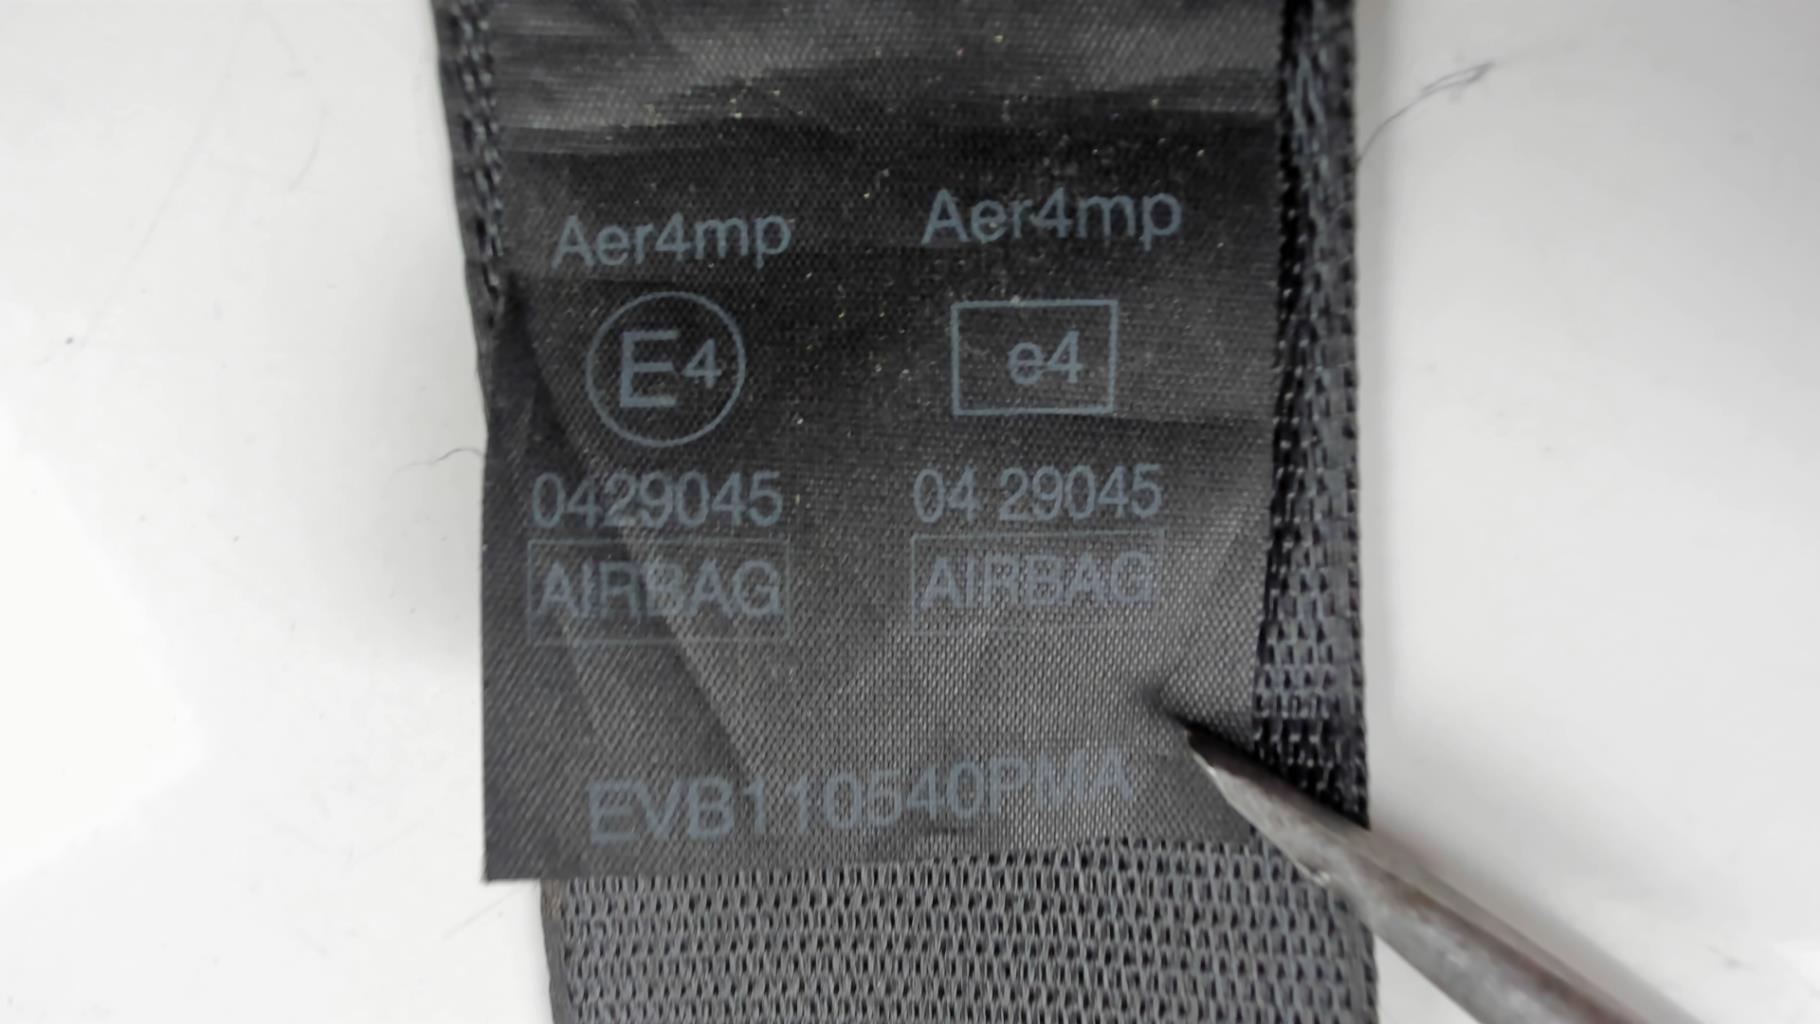 Aer4mp Aer4mp
E4 e4
0429045 04 29045
AIRBAG AIRBAG
EVB110540PMA